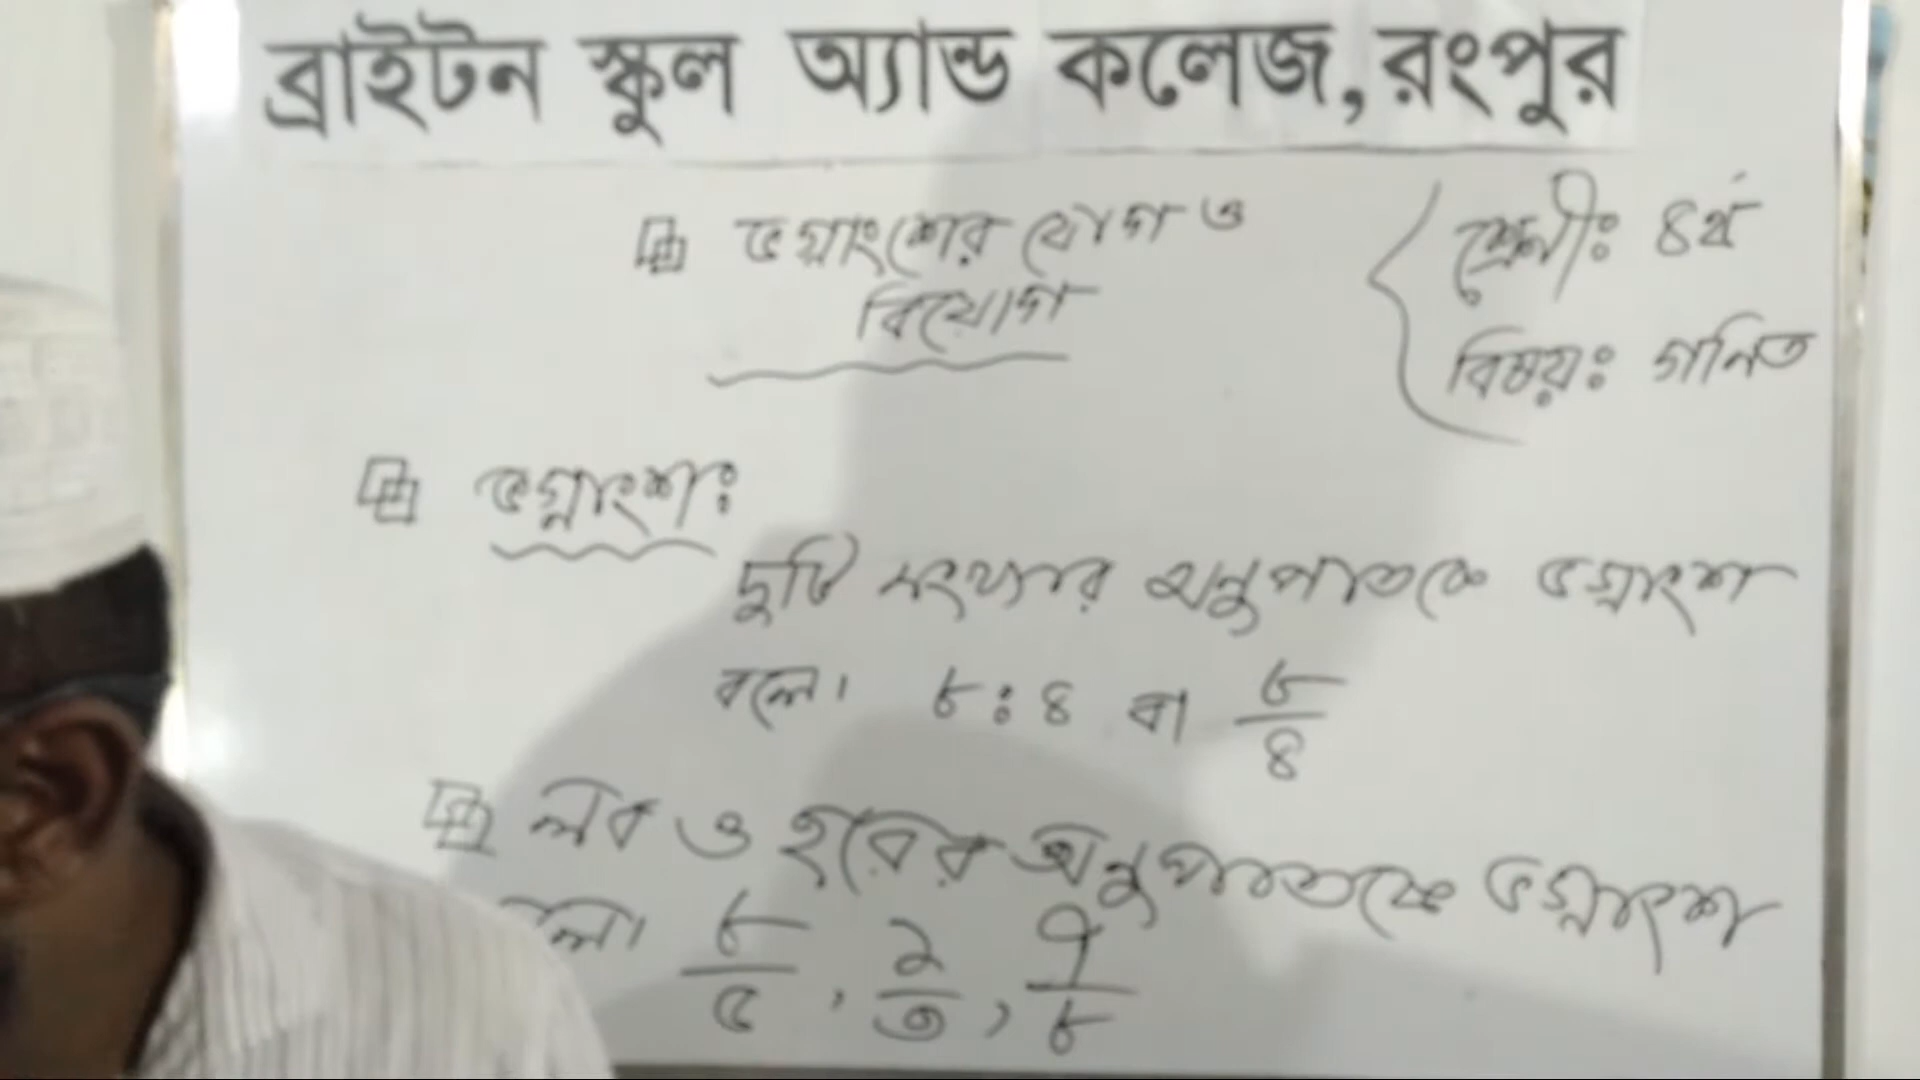 ব্রাইটন স্কুল অ্যান্ড কলেজ, রংপুর
ভগ্নাংশের যোগ ও
বিয়োগ
শ্রেণীঃ ৪র্থ
বিষয়ঃ গনিত
ভগ্নাংশঃ
দুটি সংখ্যার অনুপাতকে ভগ্নাংশ
বলে। ৮:৪ বা ৮/৪
লব ও হরের অনুপাতকে ভগ্নাংশ
লে। ৮/৫, ২/৩, ৭/৮